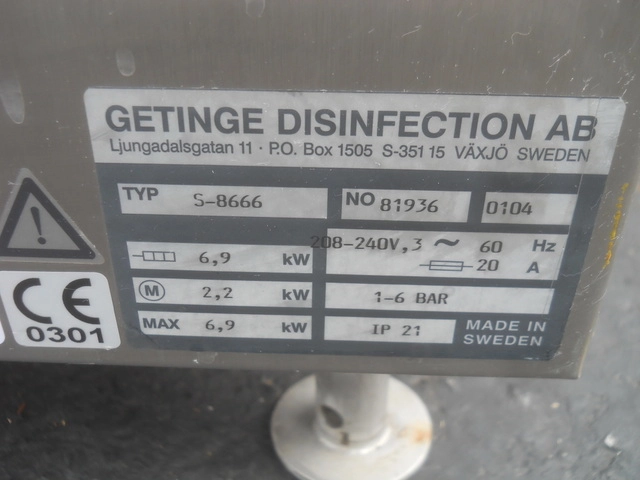 GETINGE DISINFECTION AB
Ljungadalsgatan 11 · P.O. Box 1505 S-351 15 VÄXJÖ SWEDEN
TYP S-8666 NO 81936 0104
208-240V,3 ~ 60 Hz
6,9 kW 20 A
M 2,2 kW 1-6 BAR
MAX 6,9 kW IP 21 MADE IN
SWEDEN
CE
0301